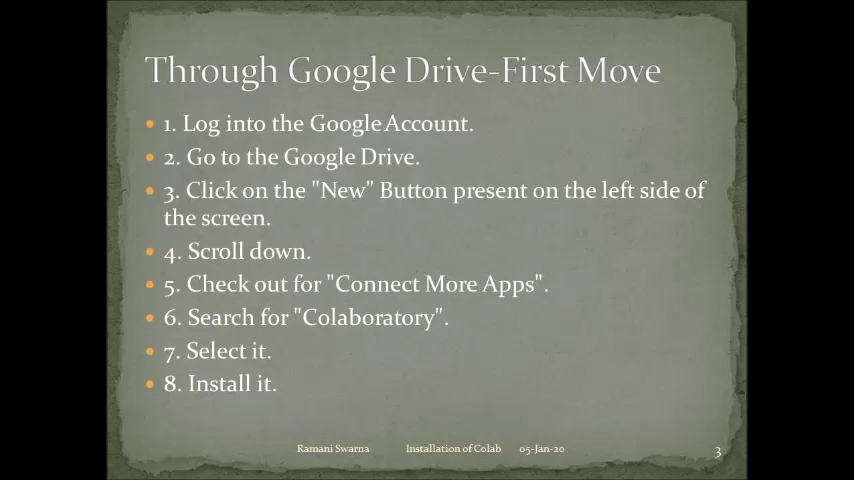 Through Google Drive-First Move
1. Log into the Google Account.
2. Go to the Google Drive.
3. Click on the "New" Button present on the left side of
the screen.
4. Scroll down.
5. Check out for "Connect More Apps".
6. Search for "Colaboratory".
7. Select it.
8. Install it.
Ramani Swarna Installation of Colab 05-Jan-20 3